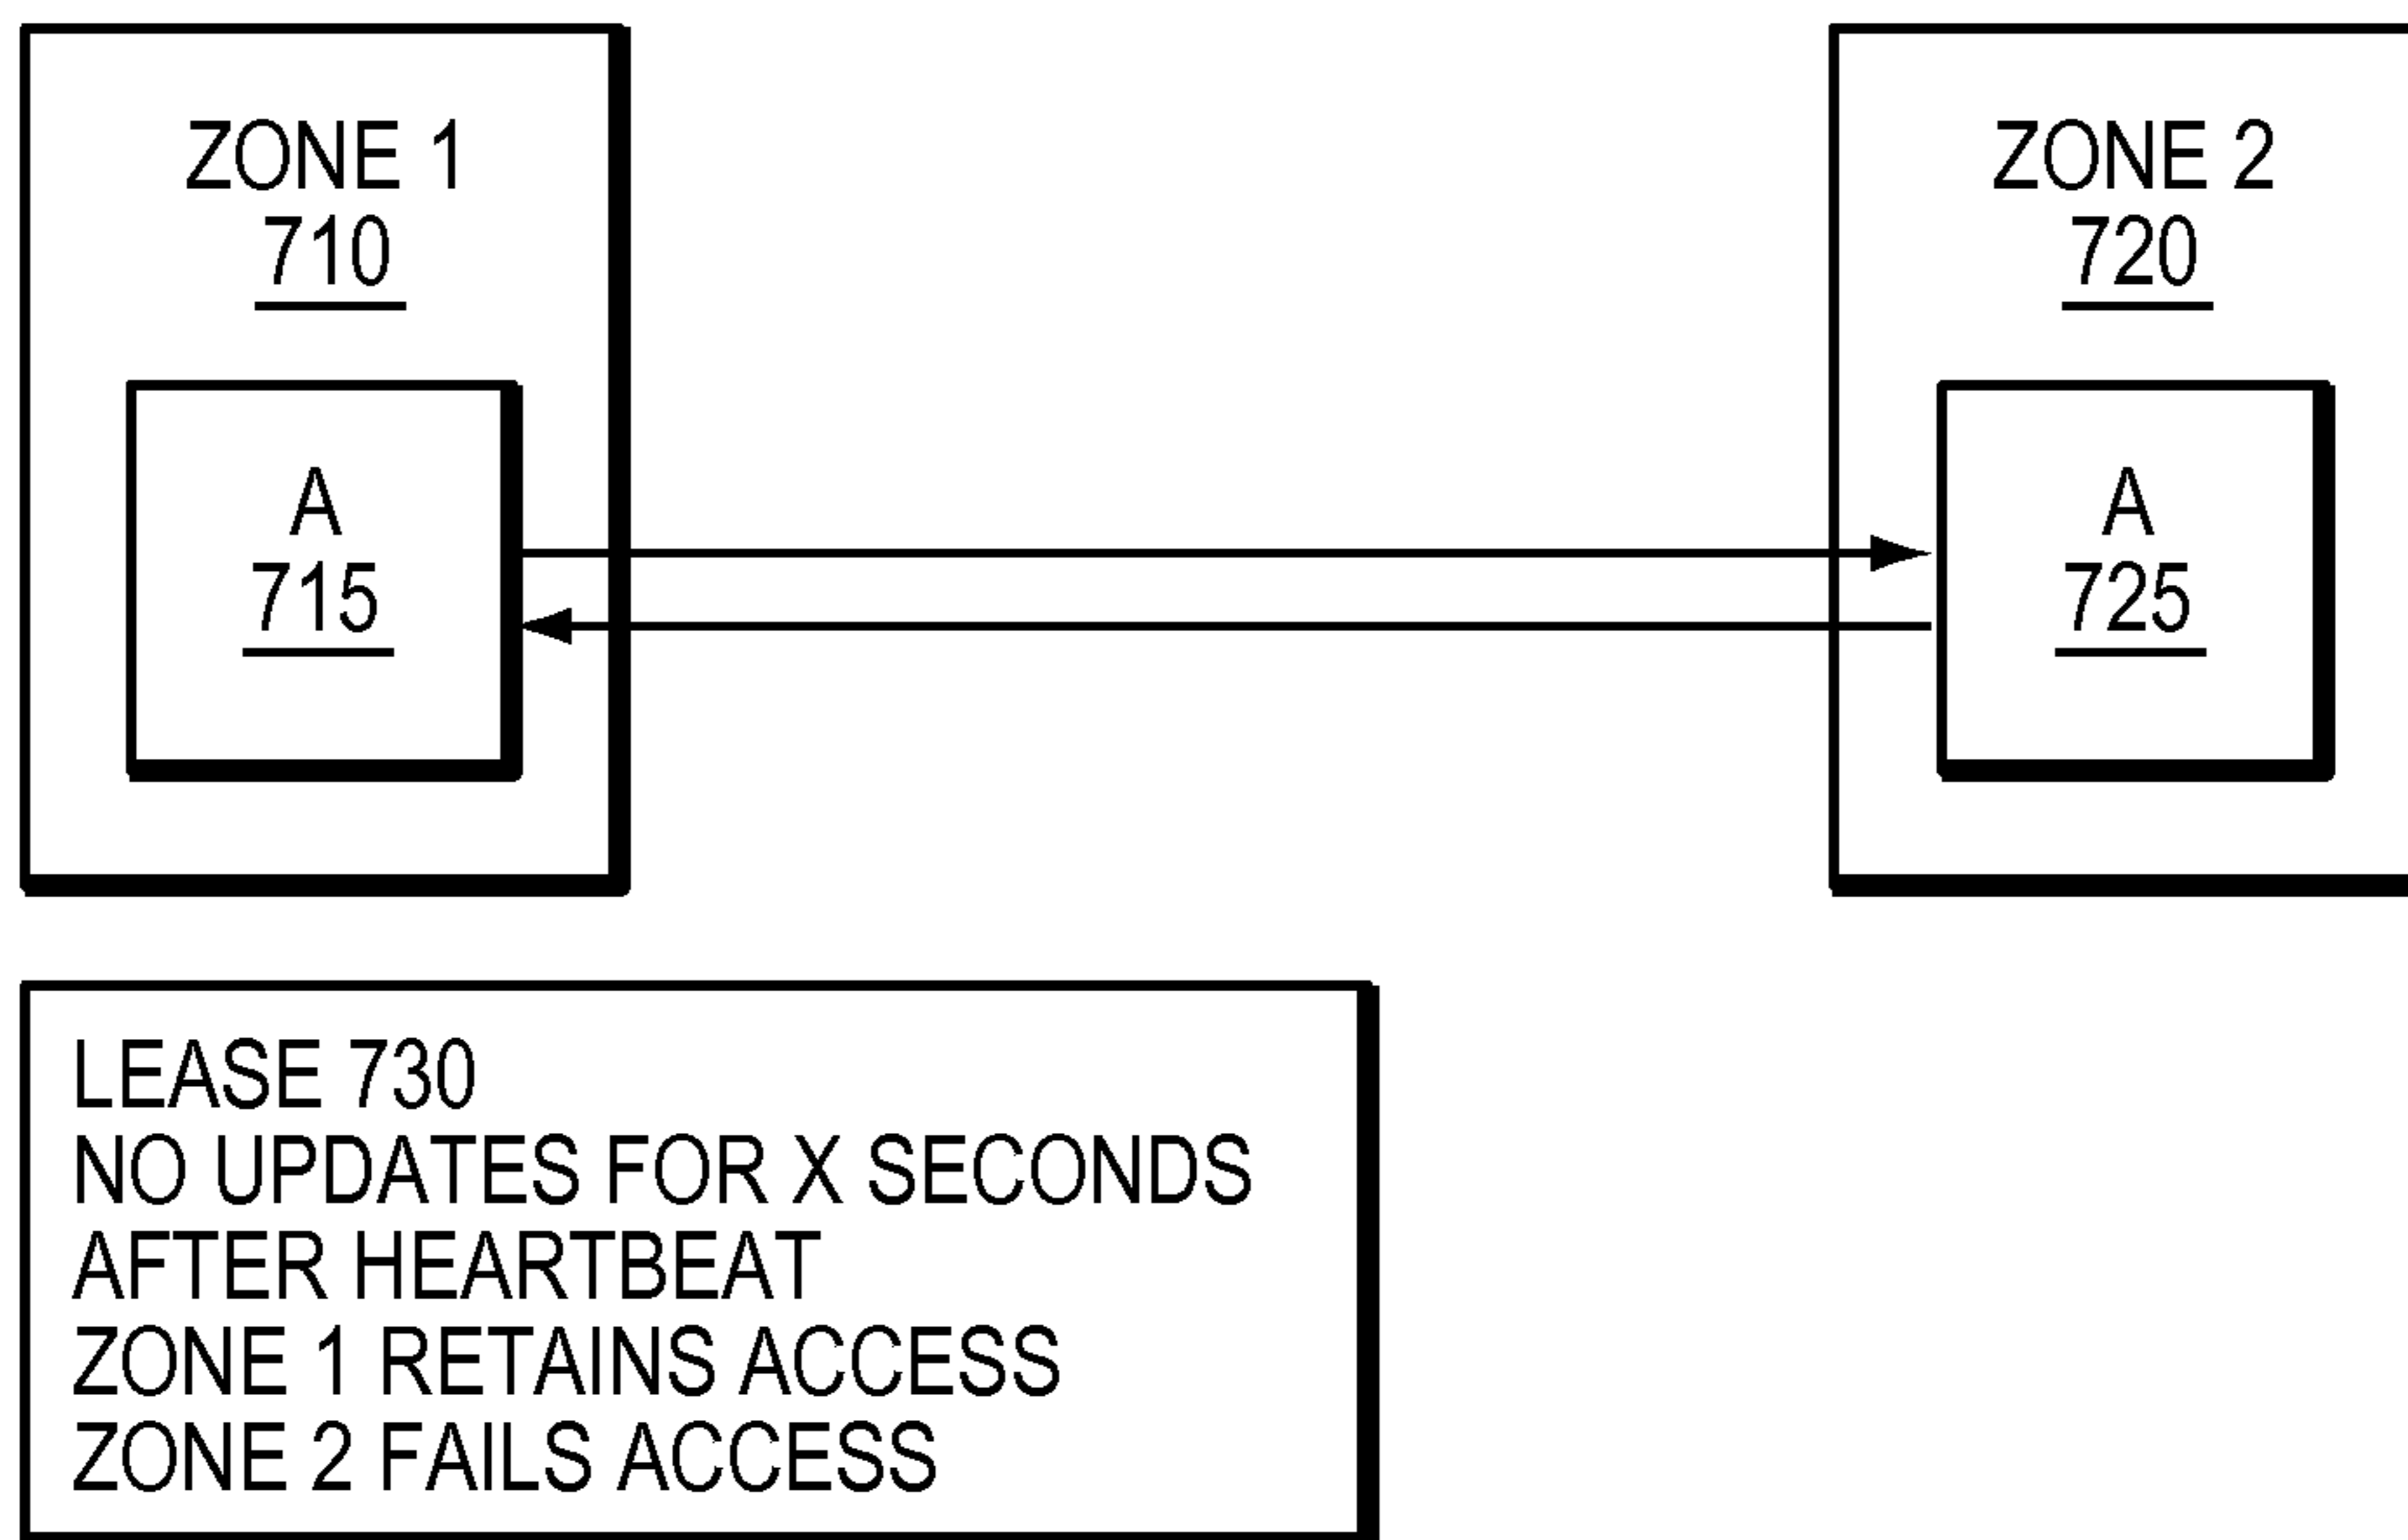 ZONE 1
710
A
715
ZONE 2
720
A
725
LEASE 730
NO UPDATES FOR X SECONDS
AFTER HEARTBEAT
ZONE 1 RETAINS ACCESS
ZONE 2 FAILS ACCESS